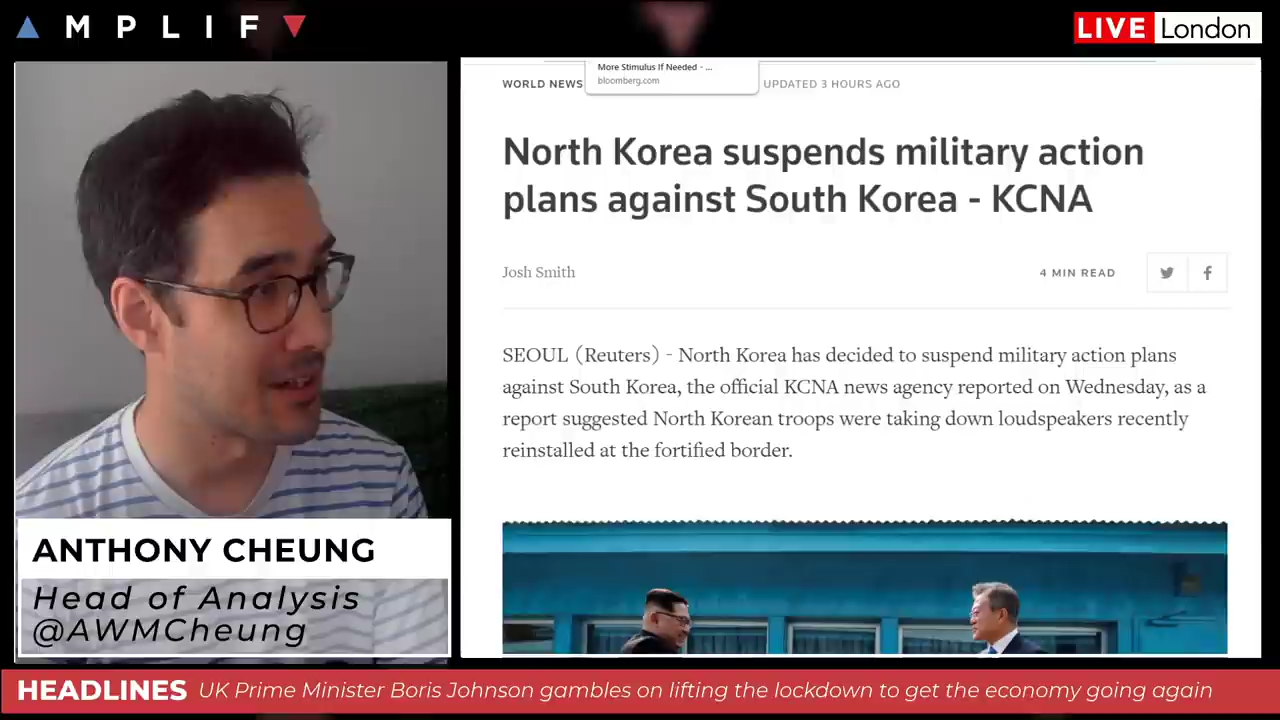 MPLIF
LIVE London
More Stimulus If Needed - ...
bloomberg.com
WORLD NEWS
UPDATED 3 HOURS AGO
North Korea suspends military action
plans against South Korea - KCNA
Josh Smith
4 MIN READ
SEOUL (Reuters) - North Korea has decided to suspend military action plans
against South Korea, the official KCNA news agency reported on Wednesday, as a
report suggested North Korean troops were taking down loudspeakers recently
reinstalled at the fortified border.
ANTHONY CHEUNG
Head of Analysis
@AWMCheung
HEADLINES UK Prime Minister Boris Johnson gambles on lifting the lockdown to get the economy going again